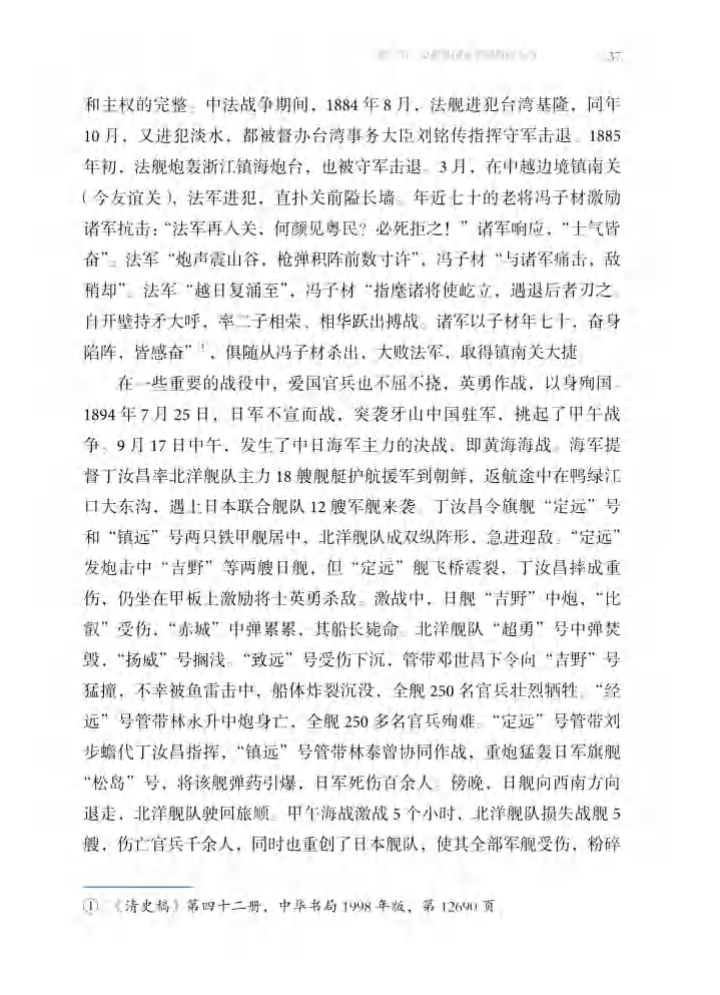 37
和主权的完整。中法战争期间，1884年8月，法舰进犯台湾基隆，同年
10月，又进犯淡水，都被督办台湾事务大臣刘铭传指挥守军击退。1885
年初，法舰炮轰浙江镇海炮台，也被守军击退。3月，在中越边境镇南关
（今友谊关），法军进犯，直扑关前隘长墙。年近七十的老将冯子材激励
诸军抗击：“法军再入关，何颜见粤民？必死拒之！”诸军响应，“士气皆
奋”。法军“炮声震山谷，枪弹积阵前数寸许”，冯子材“与诸军痛击，敌
稍却”。法军“越日复涌至”，冯子材“指麾诸将使屹立，遇退后者刃之。
自开壁持矛大呼，率二子相荣、相华跃出搏战。诸军以子材年七十，奋身
陷阵，皆感奋”①，俱随从冯子材杀出，大败法军，取得镇南关大捷。
在一些重要的战役中，爱国官兵也不屈不挠，英勇作战，以身殉国。
1894年7月25日，日军不宣而战，突袭牙山中国驻军，挑起了甲午战
争。9月17日中午，发生了中日海军主力的决战，即黄海海战。海军提
督丁汝昌率北洋舰队主力18艘舰艇护航援军到朝鲜，返航途中在鸭绿江
口大东沟，遇上日本联合舰队12艘军舰来袭。丁汝昌令旗舰“定远”号
和“镇远”号两只铁甲舰居中，北洋舰队成双纵阵形，急进迎敌。“定远”
发炮击中“吉野”等两艘日舰，但“定远”舰飞桥震裂，丁汝昌摔成重
伤，仍坐在甲板上激励将士英勇杀敌。激战中，日舰“吉野”中炮，“比
叡”受伤，“赤城”中弹累累，其船长毙命。北洋舰队“超勇”号中弹焚
毁，“扬威”号搁浅。“致远”号受伤下沉，管带邓世昌下令向“吉野”号
猛撞，不幸被鱼雷击中，船体炸裂沉没，全舰250名官兵壮烈牺牲。“经
远”号管带林永升中炮身亡，全舰250多名官兵殉难。“定远”号管带刘
步蟾代丁汝昌指挥，“镇远”号管带林泰曾协同作战，重炮猛轰日军旗舰
“松岛”号，将该舰弹药引爆，日军死伤百余人。傍晚，日舰向西南方向
退走，北洋舰队驶回旅顺。甲午海战激战5个小时，北洋舰队损失战舰5
艘，伤亡官兵千余人，同时也重创了日本舰队，使其全部军舰受伤，粉碎
① 《清史稿》第四十二册，中华书局1998年版，第12690页